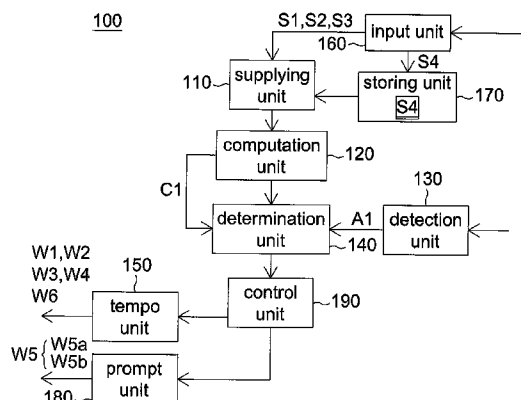 100
S1,S2,S3
input unit
160
S4
110
supplying unit
storing unit
S4
170
computation unit
120
C1
130
determination unit
A1
detection unit
140
W1,W2
W3,W4
W6
150
tempo unit
control unit
190
W5{W5a
W5b
prompt unit
180